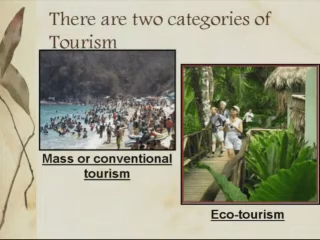 There are two categories of
Tourism
Mass or conventional
tourism
Eco-tourism